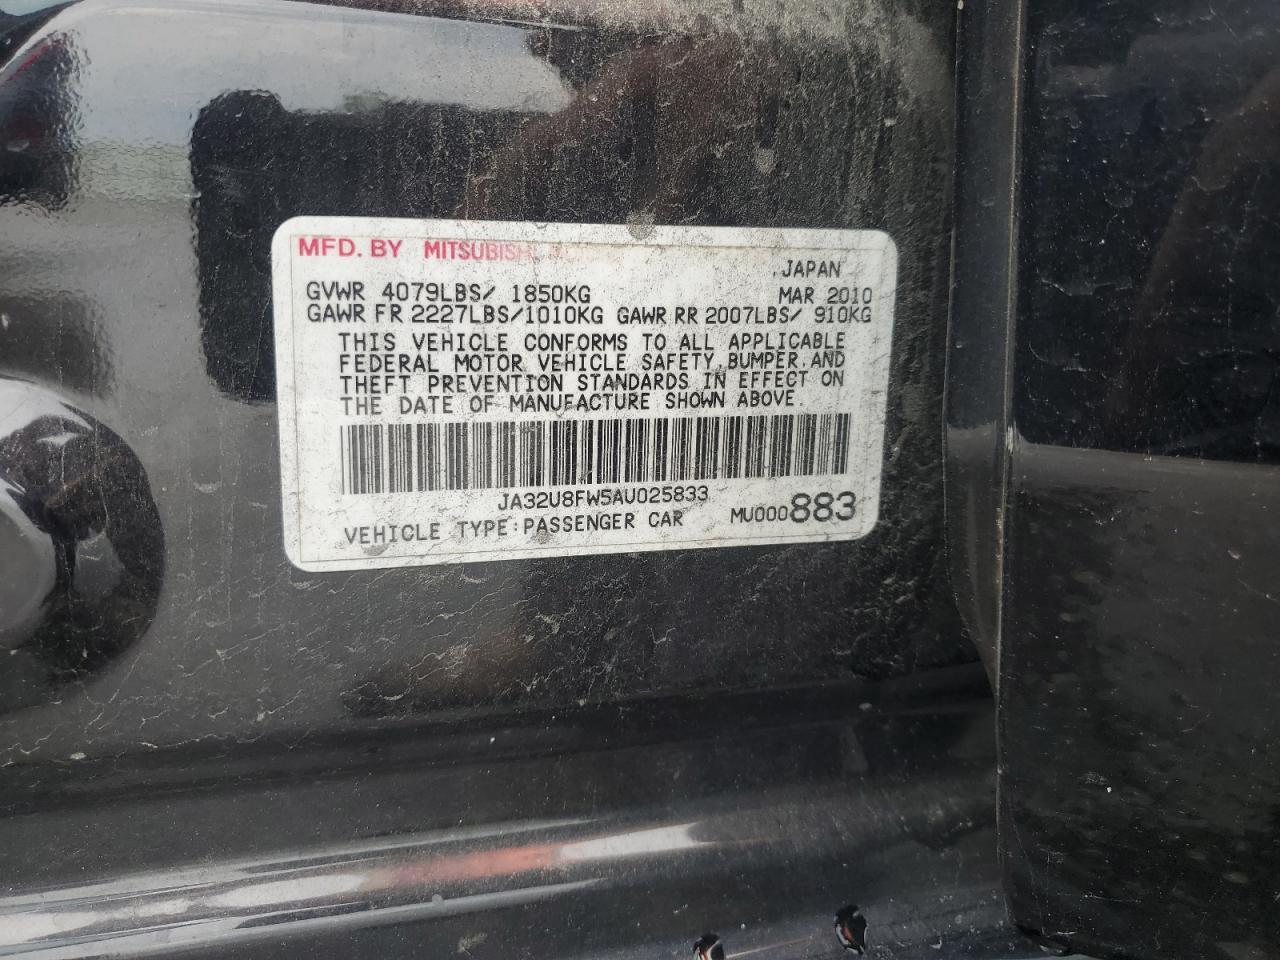 MFD. BY MITSUBISHI
JAPAN
GVWR 4079LBS/ 1850KG MAR 2010
GAWR FR 2227LBS/1010KG GAWR RR 2007LBS/ 910KG
THIS VEHICLE CONFORMS TO ALL APPLICABLE
FEDERAL MOTOR VEHICLE SAFETY, BUMPER, AND
THEFT PREVENTION STANDARDS IN EFFECT ON
THE DATE OF MANUFACTURE SHOWN ABOVE.
JA32U8FW5AU025833
VEHICLE TYPE:PASSENGER CAR MU000883